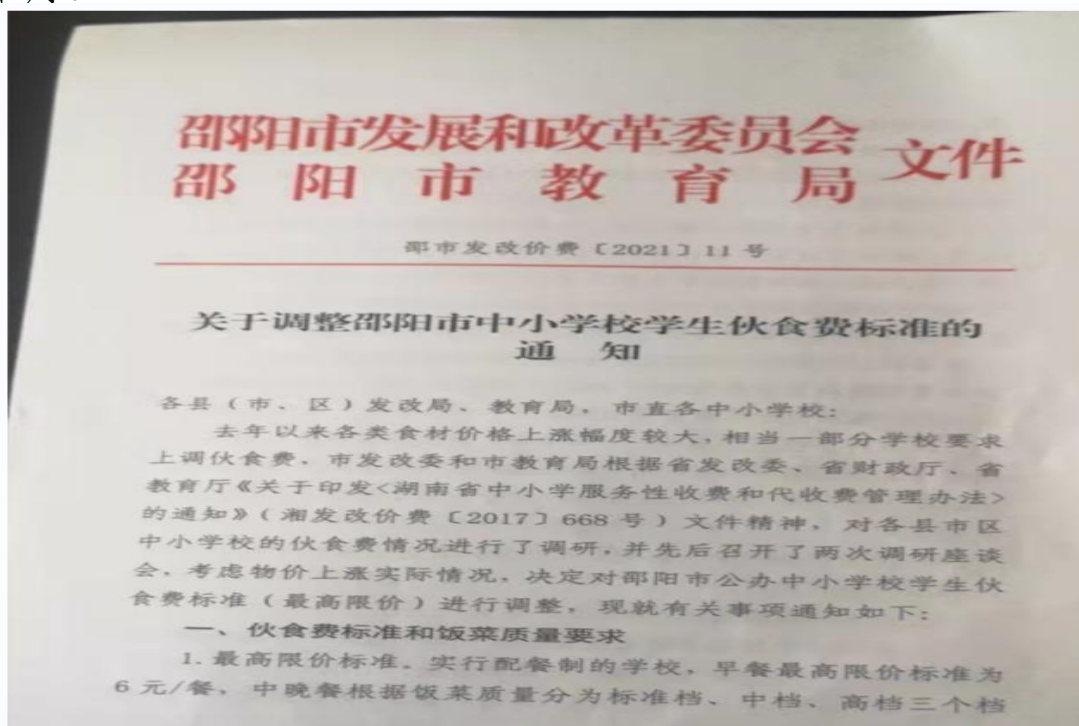 邵阳市发展和改革委员会
邵阳市教育局
文件
邵市发改价费〔2021〕11号
关于调整邵阳市中小学校学生伙食费标准的
通 知
各县（市、区）发改局、教育局，市直各中小学校：
去年以来各类食材价格上涨幅度较大，相当一部分学校要求
上调伙食费。市发改委和市教育局根据省发改委、省财政厅、省
教育厅《关于印发<湖南省中小学服务性收费和代收费管理办法>
的通知》（湘发改价费〔2017〕668号）文件精神，对各县市区
中小学校的伙食费情况进行了调研，并先后召开了两次调研座谈
会。考虑物价上涨实际情况，决定对邵阳市公办中小学校学生伙
食费标准（最高限价）进行调整，现就有关事项通知如下：
一、伙食费标准和饭菜质量要求
1.最高限价标准。实行配餐制的学校，早餐最高限价标准为
6元/餐，中晚餐根据饭菜质量分为标准档、中档、高档三个档